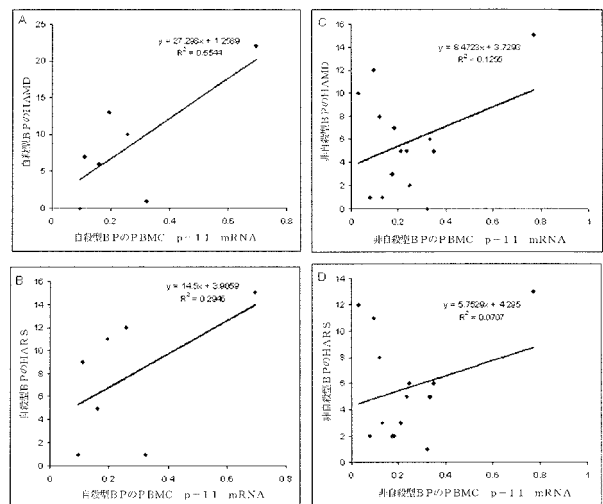 A
自殺型BPのHAMD
25
20
15
10
5
0
y = 27.298x + 1.2589
R² = 0.5544
0 0.2 0.4 0.6 0.8
自殺型BPのPBMC p-11 mRNA
C
非自殺型BPのHAMD
16
14
12
10
8
6
4
2
0
y = 8.4723x + 3.7293
R² = 0.1256
0 0.2 0.4 0.6 0.8 1
非自殺型BPのPBMC p-11 mRNA
B
自殺型BPのHARS
16
14
12
10
8
6
4
2
0
y = 14.5x + 3.9059
R² = 0.2946
0 0.2 0.4 0.6 0.8
自殺型BPのPBMC p-11 mRNA
D
非自殺型BPのHARS
14
12
10
8
6
4
2
0
y = 5.7529x + 4.285
R² = 0.0707
0 0.2 0.4 0.6 0.8 1
非自殺型BPのPBMC p-11 mRNA